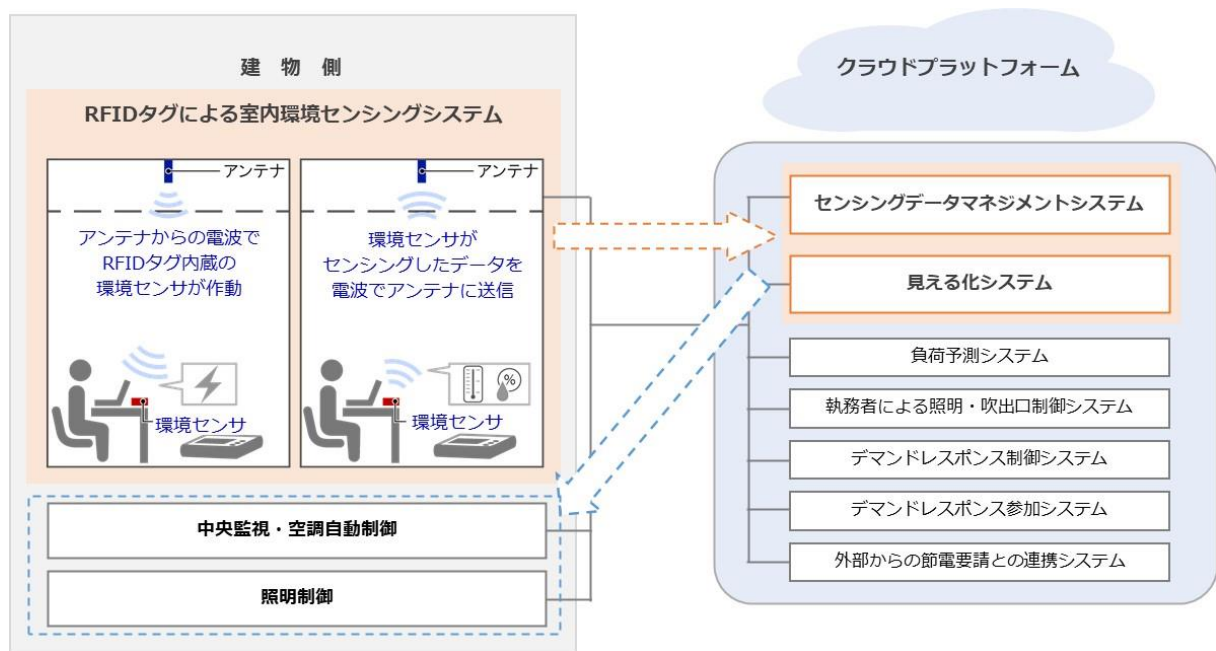 建物側
RFIDタグによる室内環境センシングシステム
アンテナ
アンテナからの電波で
RFIDタグ内蔵の
環境センサが作動
環境センサ
アンテナ
環境センサが
センシングしたデータを
電波でアンテナに送信
%
環境センサ
中央監視・空調自動制御
照明制御
クラウドプラットフォーム
センシングデータマネジメントシステム
見える化システム
負荷予測システム
執務者による照明・吹出口制御システム
デマンドレスポンス制御システム
デマンドレスポンス参加システム
外部からの節電要請との連携システム